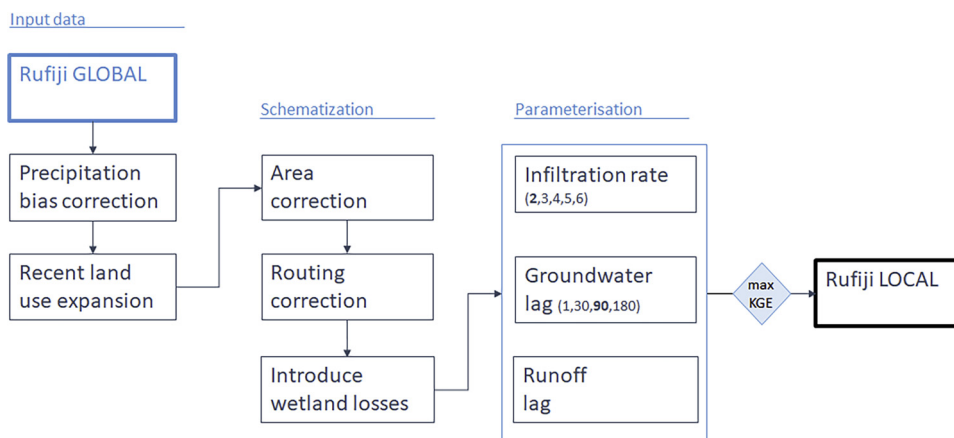 Input data
Rufiji GLOBAL
Precipitation
bias correction
Recent land
use expansion
Schematization
Area
correction
Routing
correction
Introduce
wetland losses
Parameterisation
Infiltration rate
(2,3,4,5,6)
Groundwater
lag (1,30,90,180)
Runoff
lag
max
KGE
Rufiji LOCAL